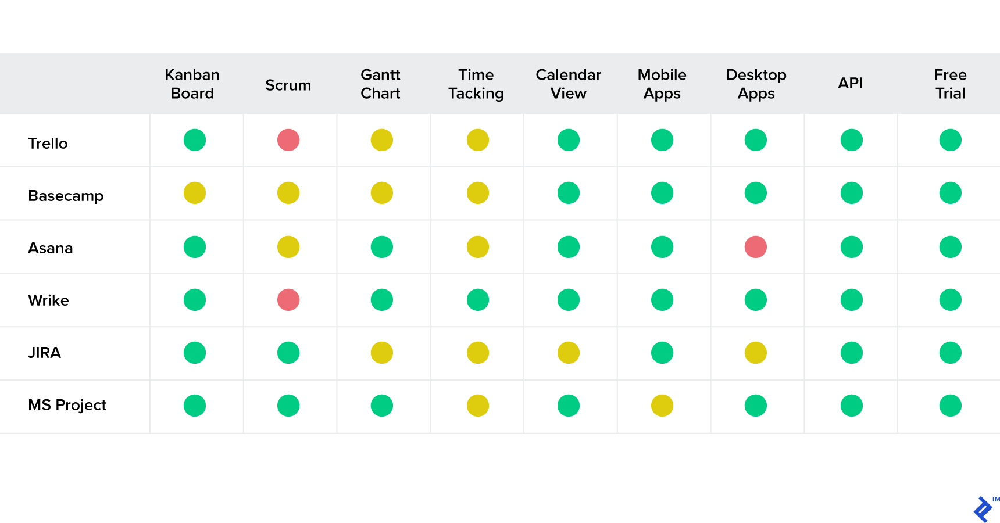 Kanban
Board
Scrum
Gantt
Chart
Time
Tacking
Calendar
View
Mobile
Apps
Desktop
Apps
API
Free
Trial
Trello
Basecamp
Asana
Wrike
JIRA
MS Project
TM